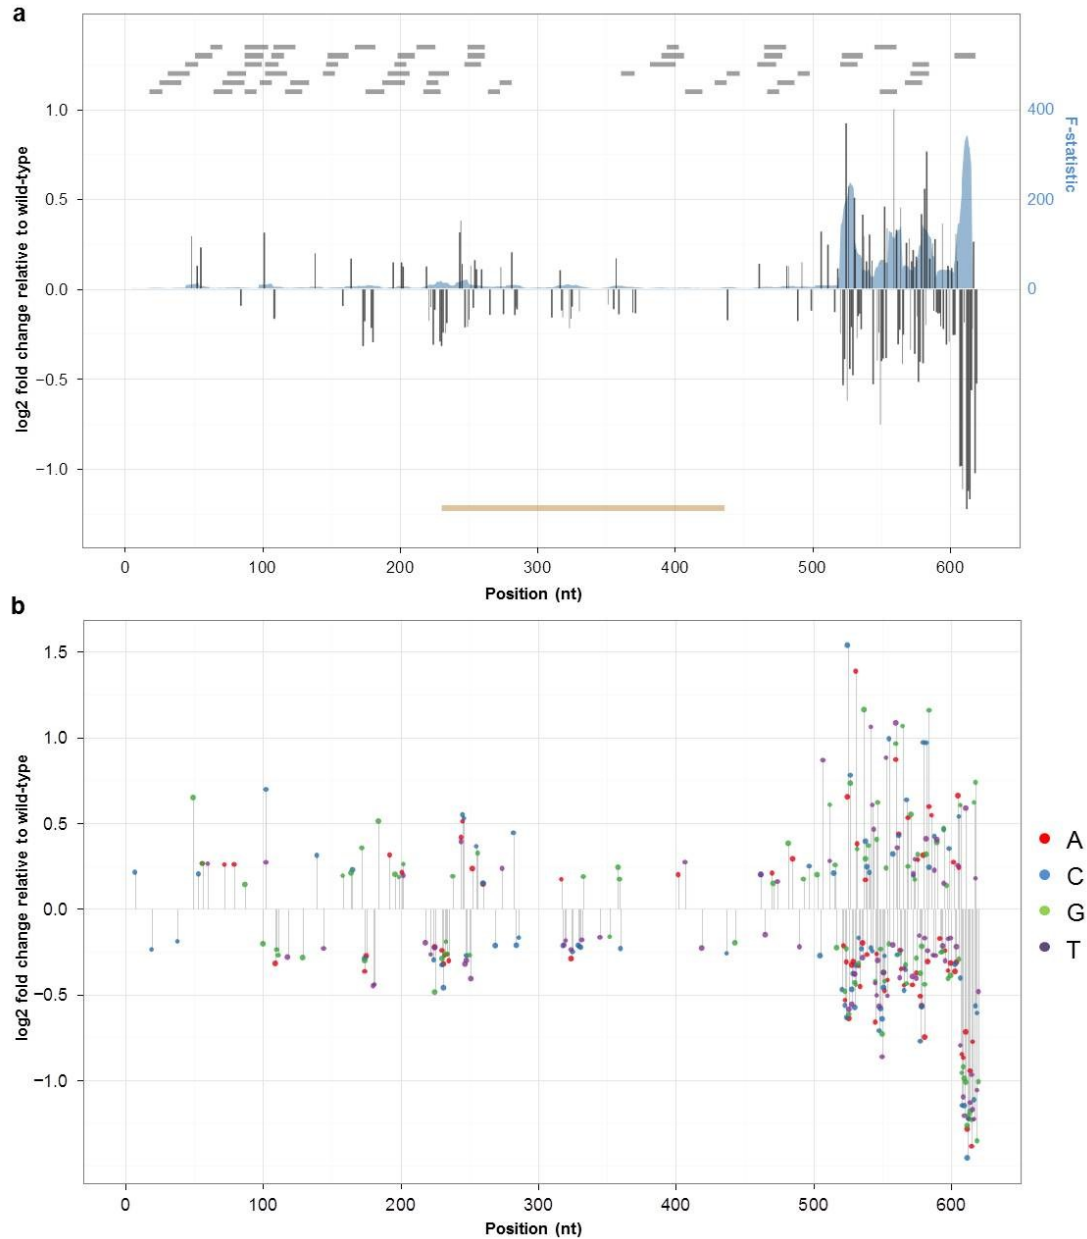 a
1.0
0.5
0.0
−0.5
−1.0
log2 fold change relative to wild-type
400
200
0
F-statistic
0 100 200 300 400 500 600
Position (nt)
b
1.5
1.0
0.5
0.0
−0.5
−1.0
log2 fold change relative to wild-type
A
C
G
T
0 100 200 300 400 500 600
Position (nt)